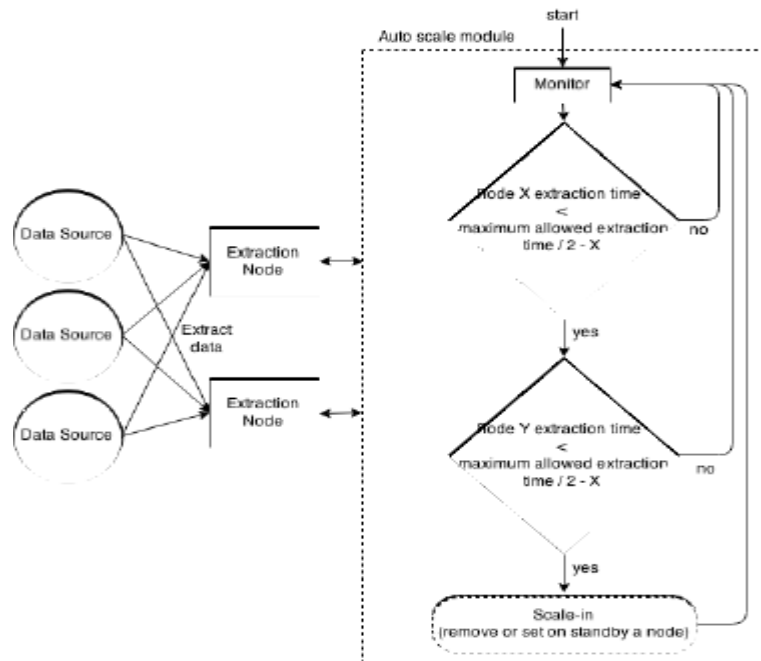 start
Auto scale module
Monitor
Node X extraction time
<
maximum allowed extraction
time / 2 - X
no
yes
Data Source
Data Source
Data Source
Extraction
Node
Extract
data
Extraction
Node
Node Y extraction time
<
maximum allowed extraction
time / 2 - X
no
yes
Scale-in
(remove or set on standby a node)